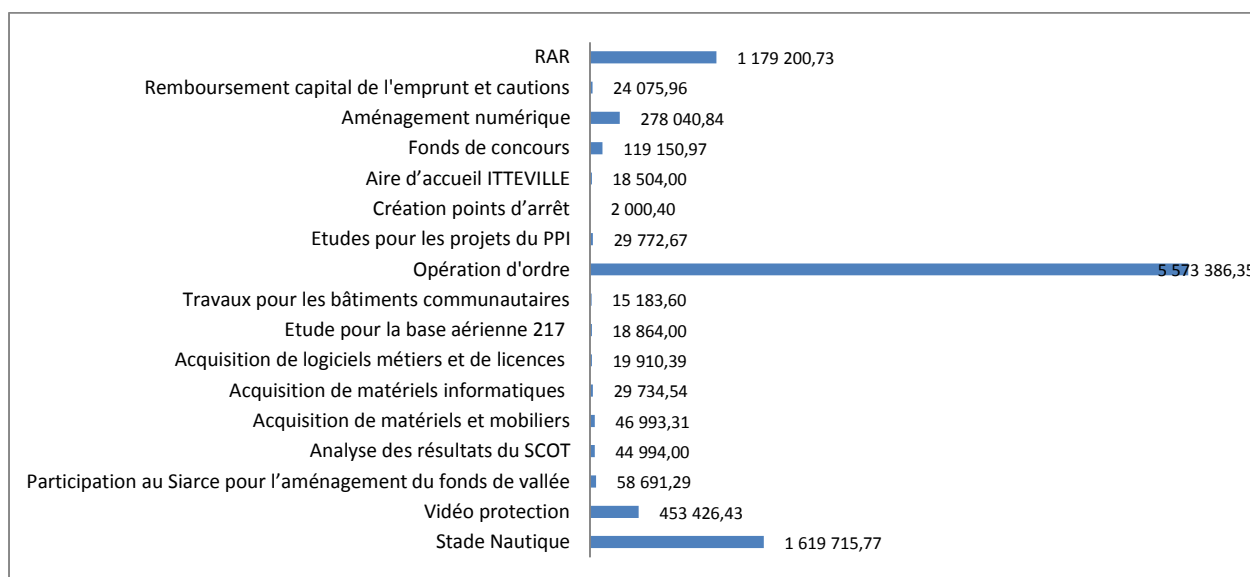 RAR 1 179 200,73
Remboursement capital de l'emprunt et cautions 24 075,96
Aménagement numérique 278 040,84
Fonds de concours 119 150,97
Aire d’accueil ITTEVILLE 18 504,00
Création points d’arrêt 2 000,40
Etudes pour les projets du PPI 29 772,67
Opération d'ordre 5 573 386,35
Travaux pour les bâtiments communautaires 15 183,60
Etude pour la base aérienne 217 18 864,00
Acquisition de logiciels métiers et de licences 19 910,39
Acquisition de matériels informatiques 29 734,54
Acquisition de matériels et mobiliers 46 993,31
Analyse des résultats du SCOT 44 994,00
Participation au Siarce pour l’aménagement du fonds de vallée 58 691,29
Vidéo protection 453 426,43
Stade Nautique 1 619 715,77